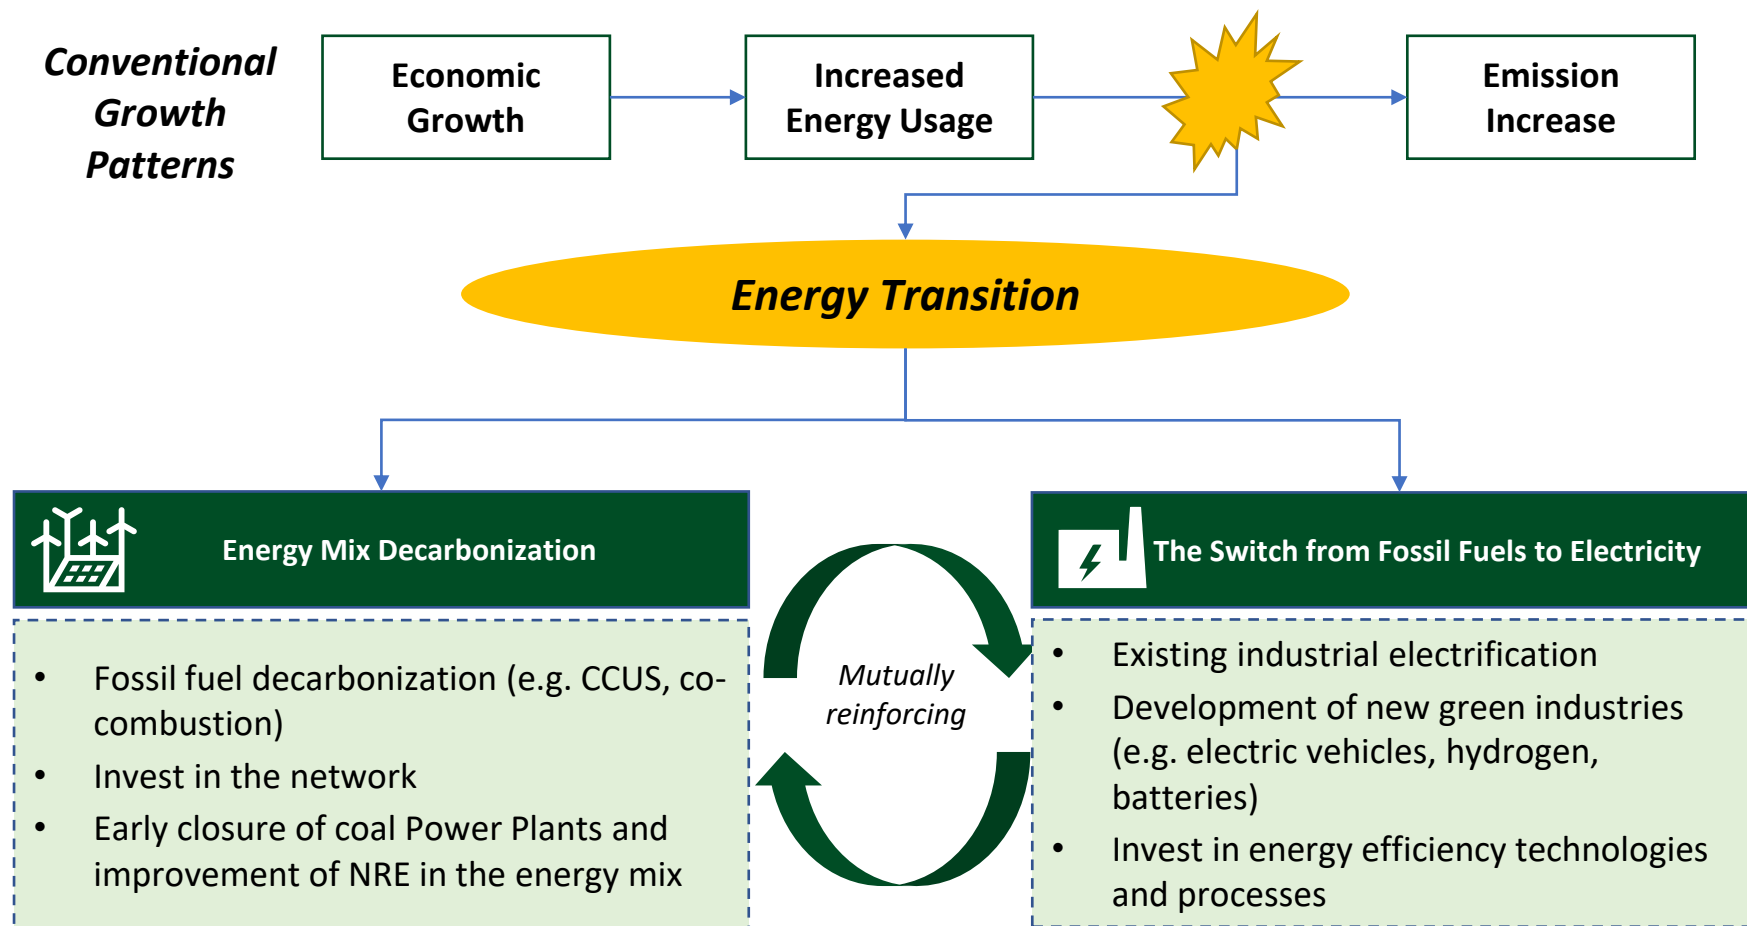 Conventional
Growth
Patterns
Economic
Growth
Increased
Energy Usage
Emission
Increase
Energy Transition
Energy Mix Decarbonization
• Fossil fuel decarbonization (e.g. CCUS, co-
combustion)
• Invest in the network
• Early closure of coal Power Plants and
improvement of NRE in the energy mix
Mutually
reinforcing
The Switch from Fossil Fuels to Electricity
• Existing industrial electrification
• Development of new green industries
(e.g. electric vehicles, hydrogen,
batteries)
• Invest in energy efficiency technologies
and processes